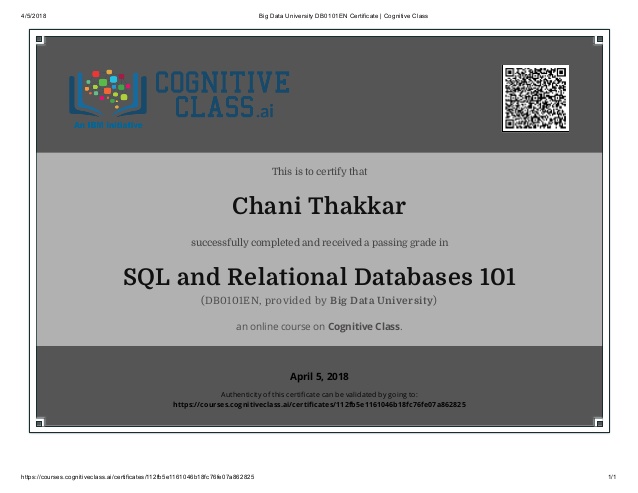 4/5/2018 Big Data University DB0101EN Certificate | Cognitive Class
COGNITIVE
CLASS.ai
This is to certify that
Chani Thakkar
successfully completed and received a passing grade in
SQL and Relational Databases 101
(DB0101EN, provided by Big Data University)
an online course on Cognitive Class.
April 5, 2018
Authenticity of this certificate can be validated by going to:
https://courses.cognitiveclass.ai/certificates/112fb5e1161046b18fc76fe07a862825
https://courses.cognitiveclass.ai/certificates/112fb5e1161046b18fc76fe07a862825 1/1